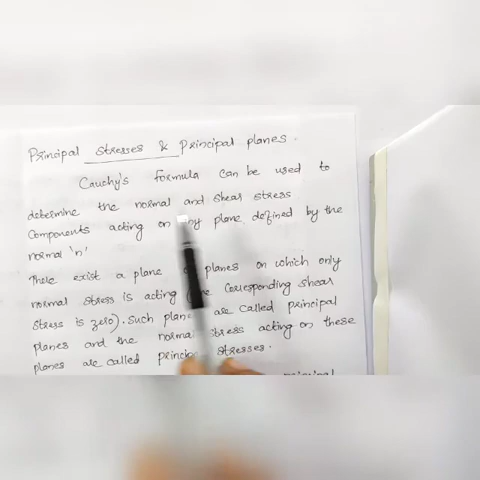 Principal stresses & Principal planes.
Cauchy's formula can be used to
determine the normal and shear stress
components acting on plane defined by the
normal 'n'
There exist a plane planes on which only
normal stress is acting corresponding shear
stress is zero). Such plane are called principal
planes and the normal stress acting on these
planes are called stresses.
principal